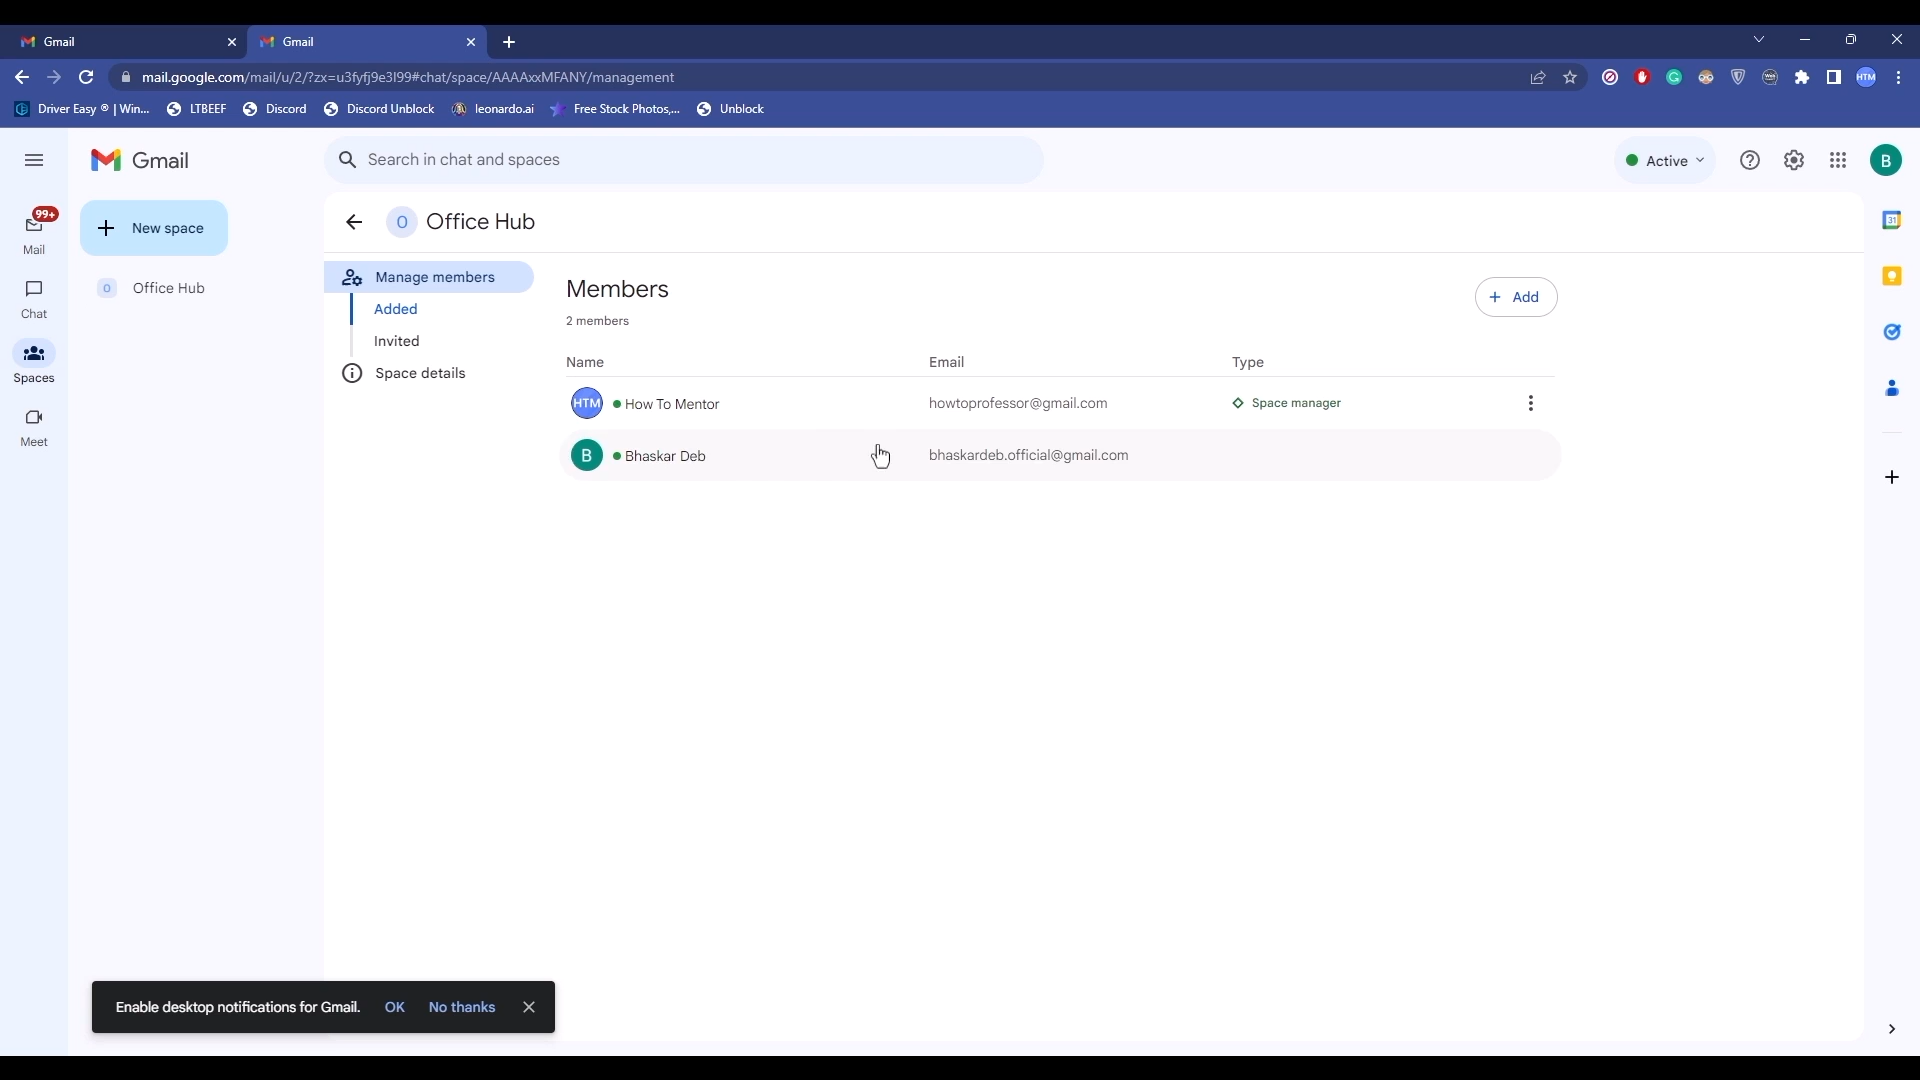 Gmail
Gmail
mail.google.com/mail/u/2/?zx=u3fyfj9e3l99#chat/space/AAAAxxMFANY/management
HTM
Driver Easy ® | Win...
LTBEEF
Discord
Discord Unblock
leonardo.ai
Free Stock Photos,...
Unblock
Gmail
Search in chat and spaces
Active
B
99+
Mail
Chat
Spaces
Meet
New space
O Office Hub
O Office Hub
Manage members
Added
Invited
Space details
Members
2 members
Add
Name Email Type
HTM How To Mentor howtoprofessor@gmail.com Space manager
B Bhaskar Deb bhaskardeb.official@gmail.com
31
Enable desktop notifications for Gmail. OK No thanks